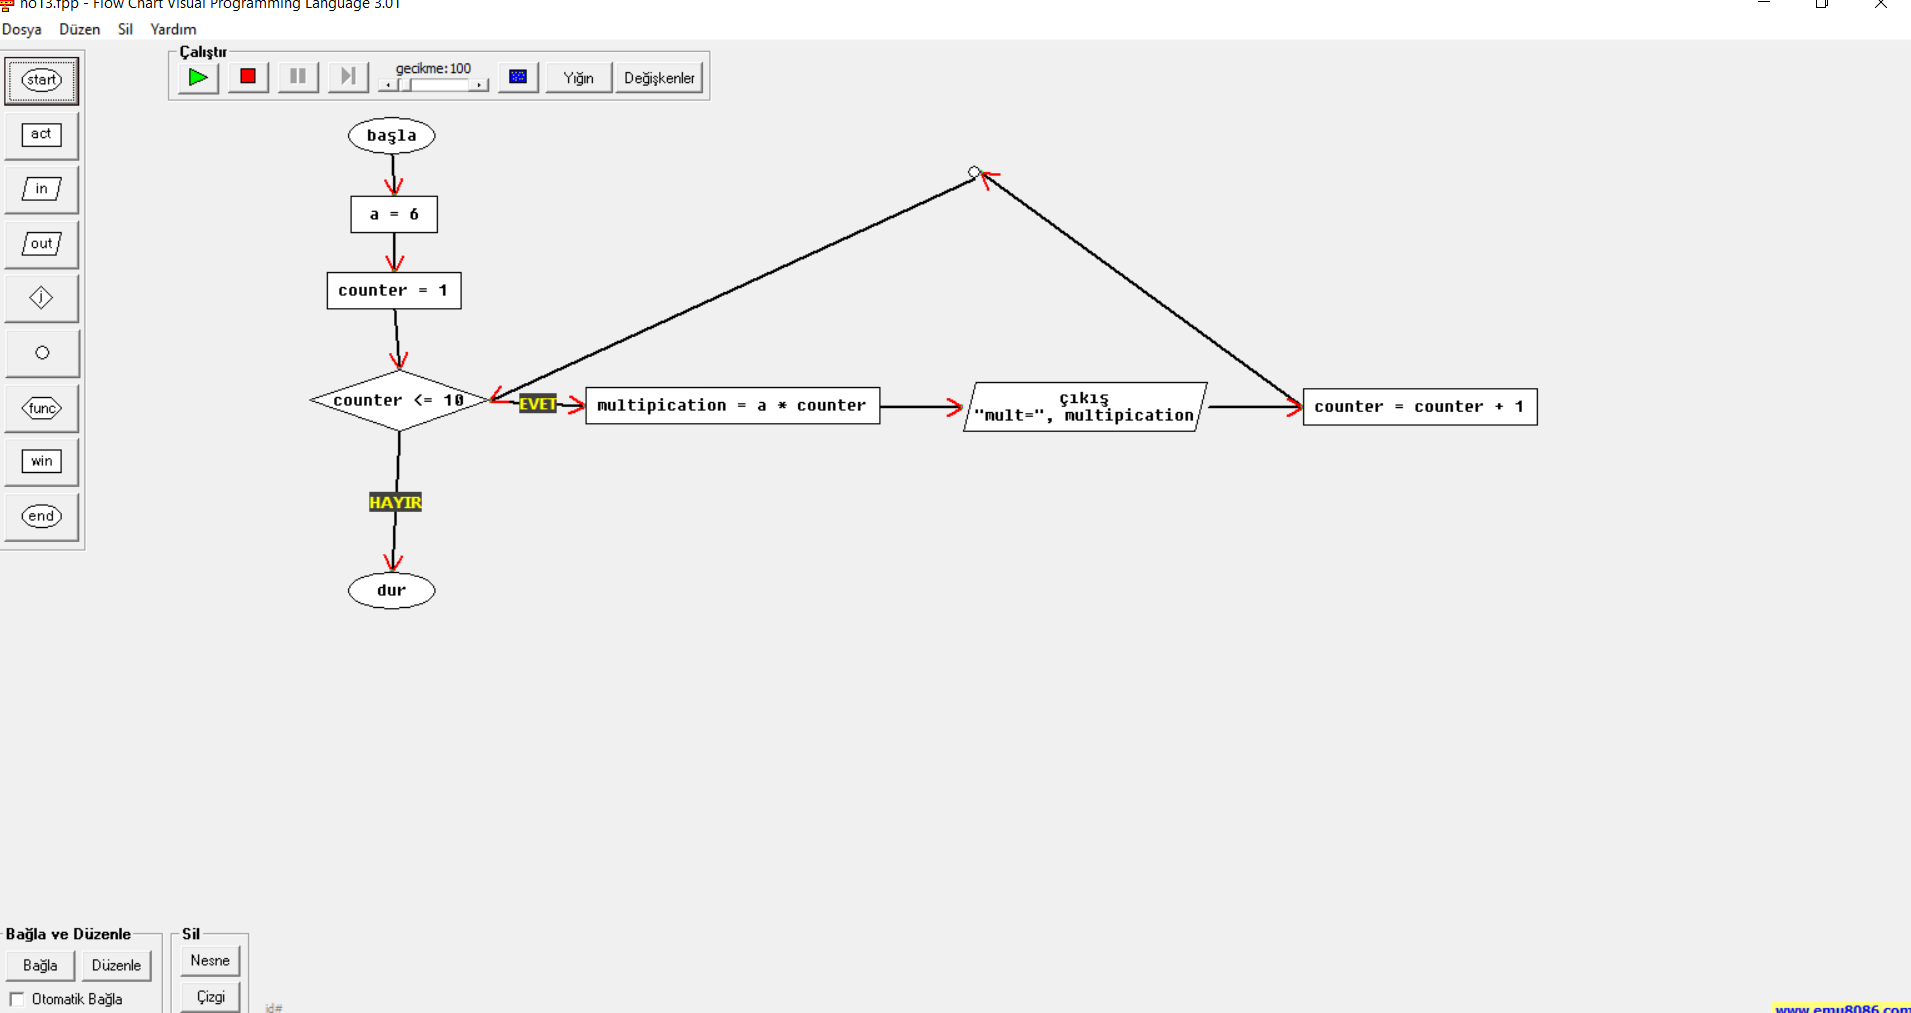 no13.fpp - Flow Chart Visual Programming Language 3.01
Dosya Düzen Sil Yardım
Çalıştır
gecikme:100
Yığın
Değişkenler
start
act
in
out
i
func
win
end
başla
a = 6
counter = 1
counter <= 10
EVET
multipication = a * counter
çıkış
"mult=", multipication
counter = counter + 1
HAYIR
dur
Bağla ve Düzenle
Bağla Düzenle
Otomatik Bağla
Sil
Nesne
Çizgi
id#
www.emu8086.com